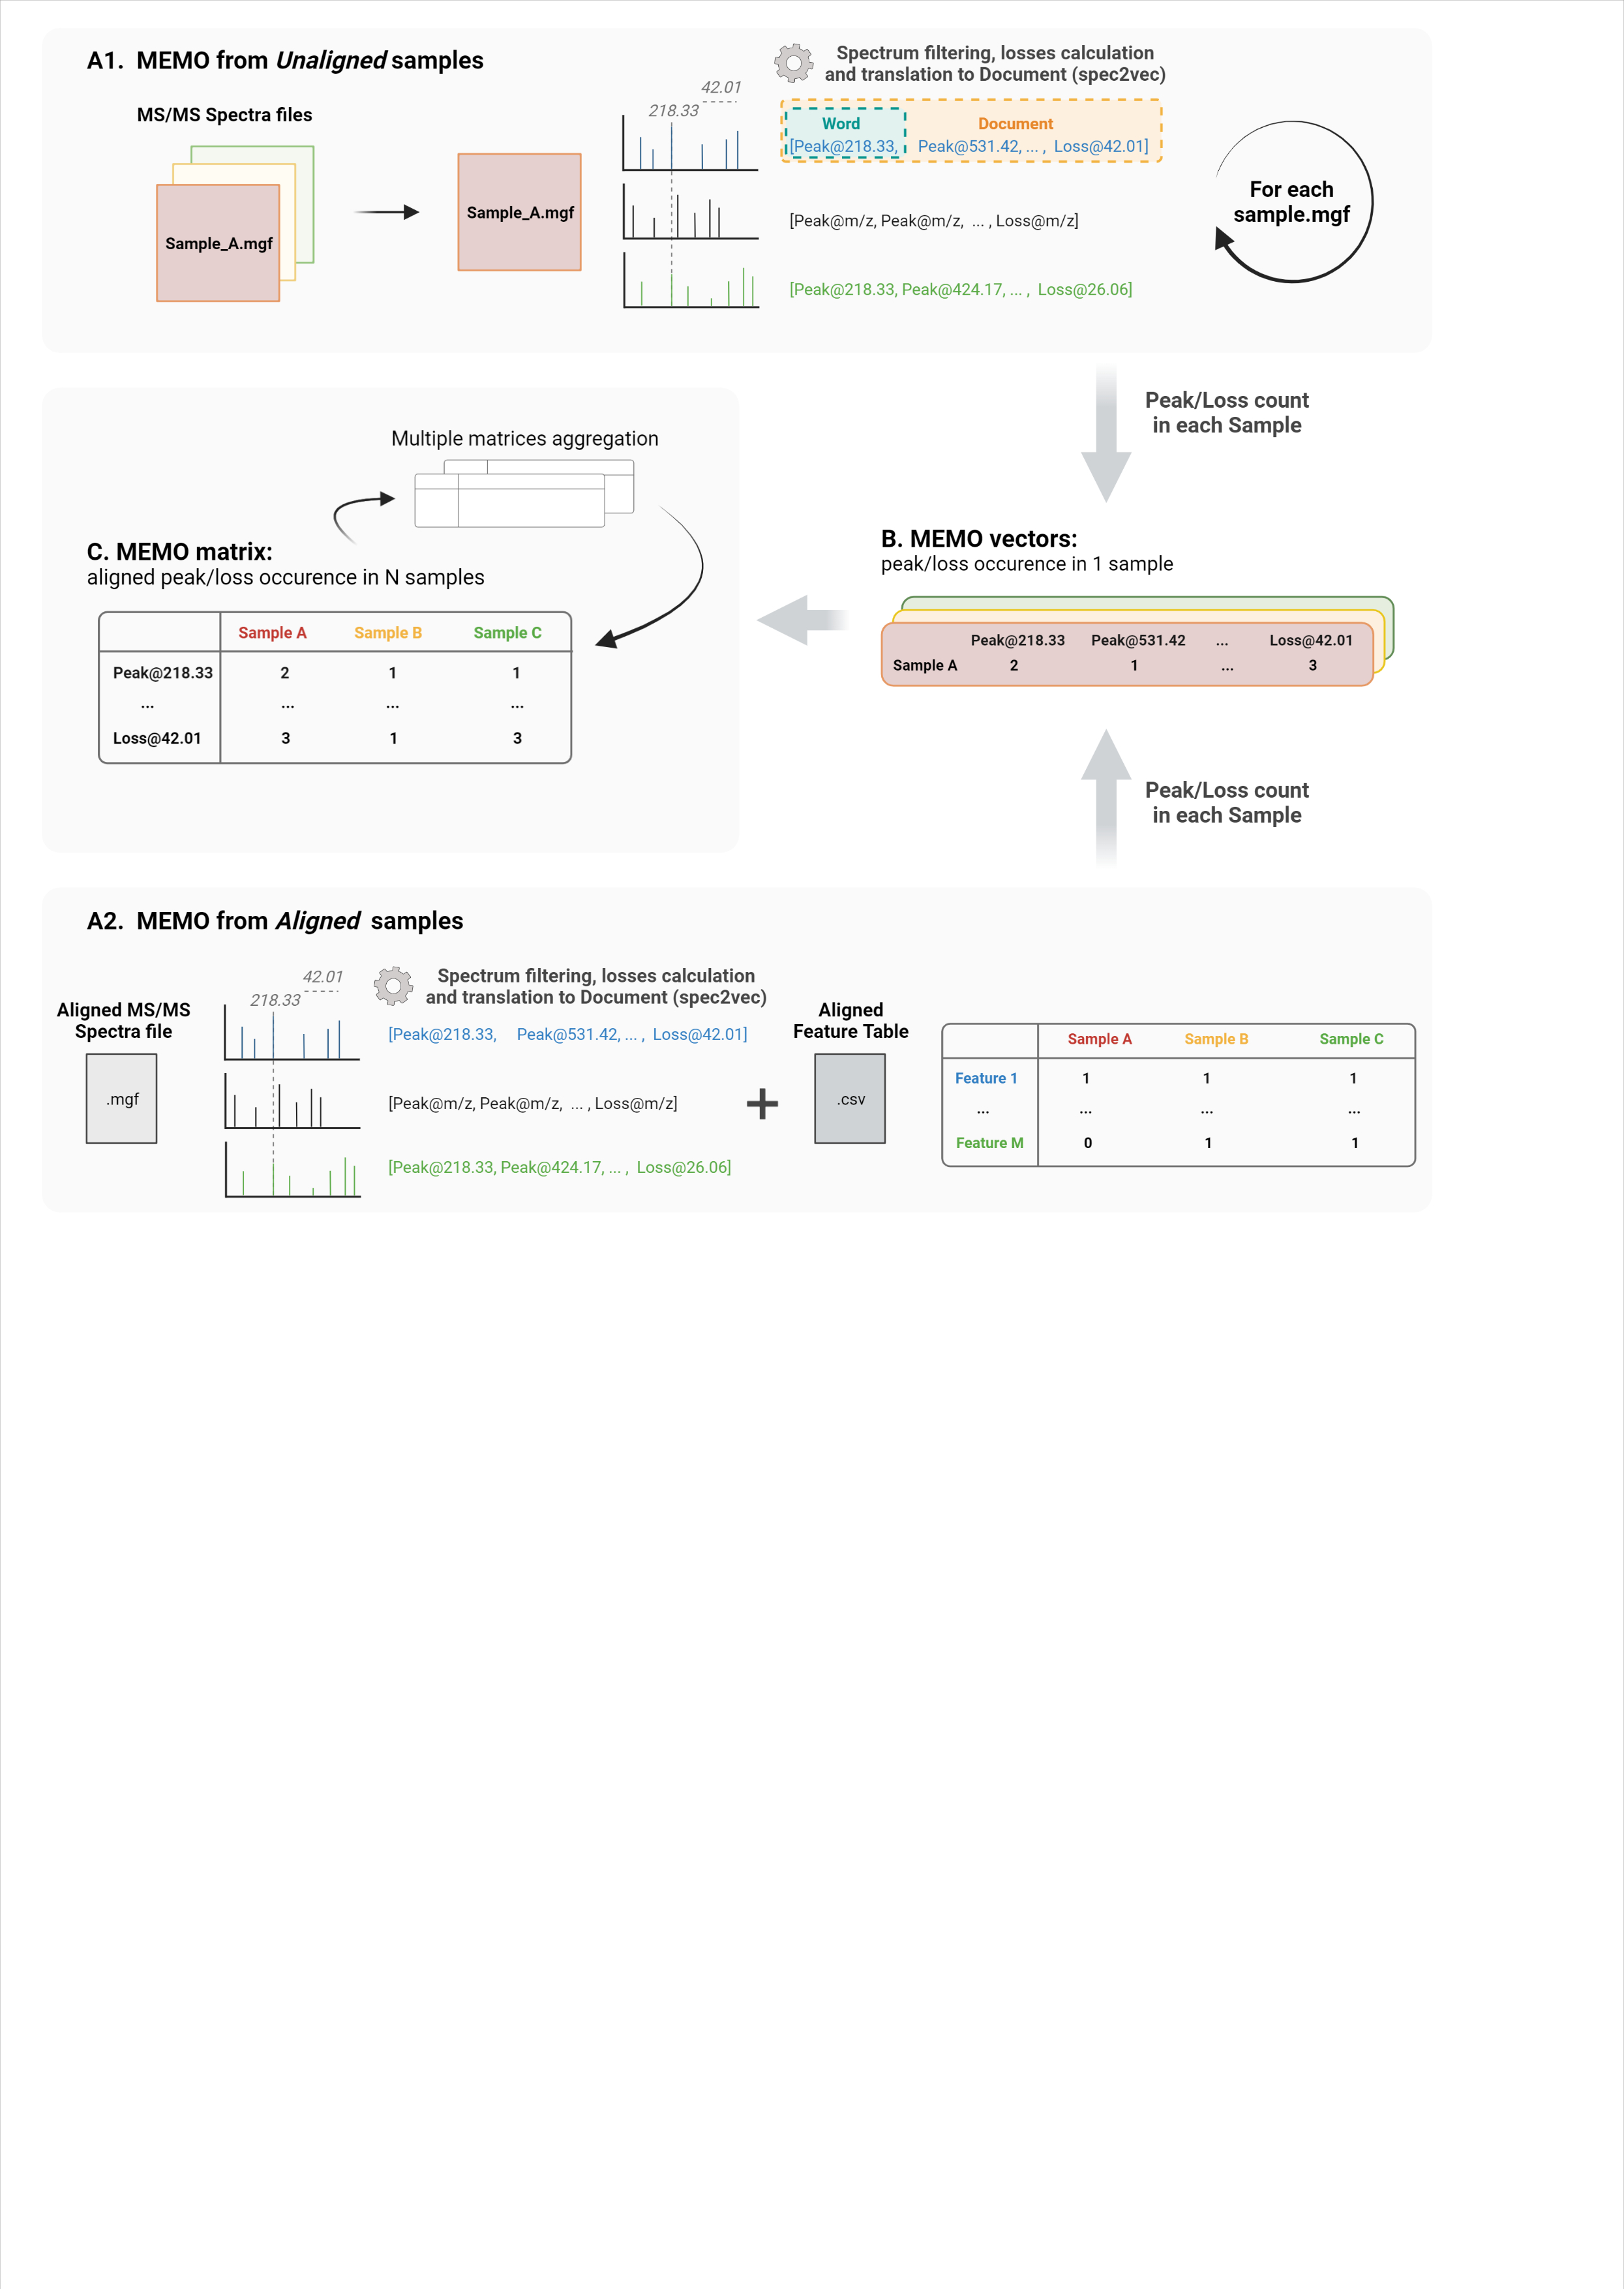 A1. MEMO from Unaligned samples
MS/MS Spectra files
Sample_A.mgf
Sample_A.mgf
42.01
218.33
Spectrum filtering, losses calculation
and translation to Document (spec2vec)
Word
Document
[Peak@218.33, Peak@531.42, ... , Loss@42.01]
[Peak@m/z, Peak@m/z, ... , Loss@m/z]
[Peak@218.33, Peak@424.17, ... , Loss@26.06]
For each
sample.mgf
Peak/Loss count
in each Sample
B. MEMO vectors:
peak/loss occurence in 1 sample
Peak@218.33 Peak@531.42 ... Loss@42.01
Sample A 2 1 ... 3
Multiple matrices aggregation
C. MEMO matrix:
aligned peak/loss occurence in N samples
Sample A Sample B Sample C
Peak@218.33 2 1 1
... ... ... ...
Loss@42.01 3 1 3
Peak/Loss count
in each Sample
A2. MEMO from Aligned samples
Aligned MS/MS
Spectra file
.mgf
42.01
218.33
Spectrum filtering, losses calculation
and translation to Document (spec2vec)
[Peak@218.33, Peak@531.42, ... , Loss@42.01]
[Peak@m/z, Peak@m/z, ... , Loss@m/z]
[Peak@218.33, Peak@424.17, ... , Loss@26.06]
+
Aligned
Feature Table
.csv
Sample A Sample B Sample C
Feature 1 1 1 1
... ... ... ...
Feature M 0 1 1